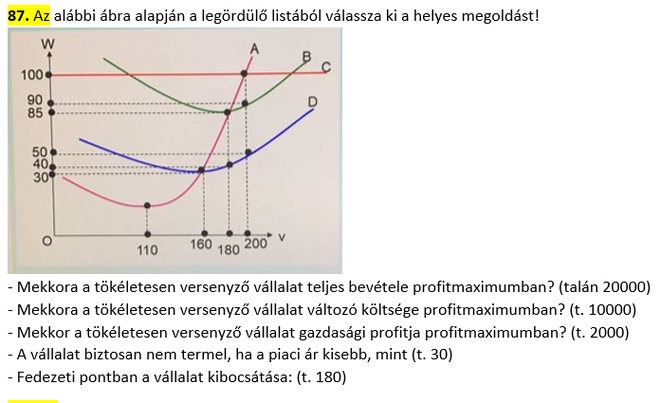 87. Az alábbi ábra alapján a legördülő listából válassza ki a helyes megoldást!
W
A
B
C
100
90
85
D
50
40
30
O
110
160
180
200
v
- Mekkora a tökéletesen versenyző vállalat teljes bevétele profitmaximumban? (talán 20000)
- Mekkora a tökéletesen versenyző vállalat változó költsége profitmaximumban? (t. 10000)
- Mekkor a tökéletesen versenyző vállalat gazdasági profitja profitmaximumban? (t. 2000)
- A vállalat biztosan nem termel, ha a piaci ár kisebb, mint (t. 30)
- Fedezeti pontban a vállalat kibocsátása: (t. 180)